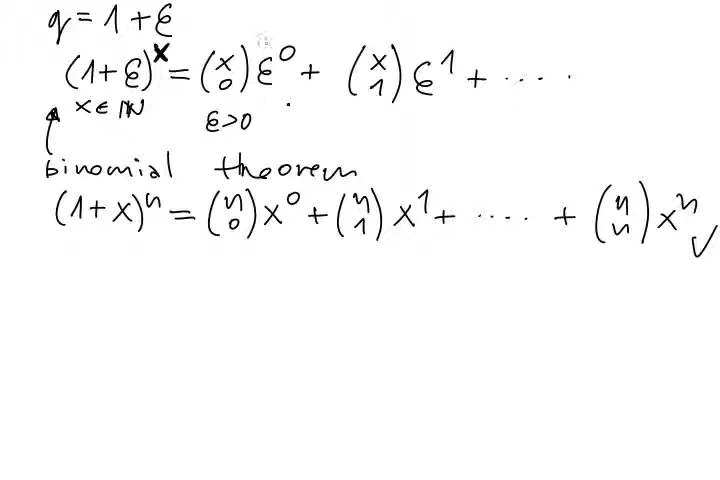 q = 1 + ε
(1+ε)^x = (x 0) ε^0 + (x 1) ε^1 + ....
x ∈ ℕ ε>0
binomial theorem
(1+x)^n = (n 0) x^0 + (n 1) x^1 + .... + (n n) x^n ✓